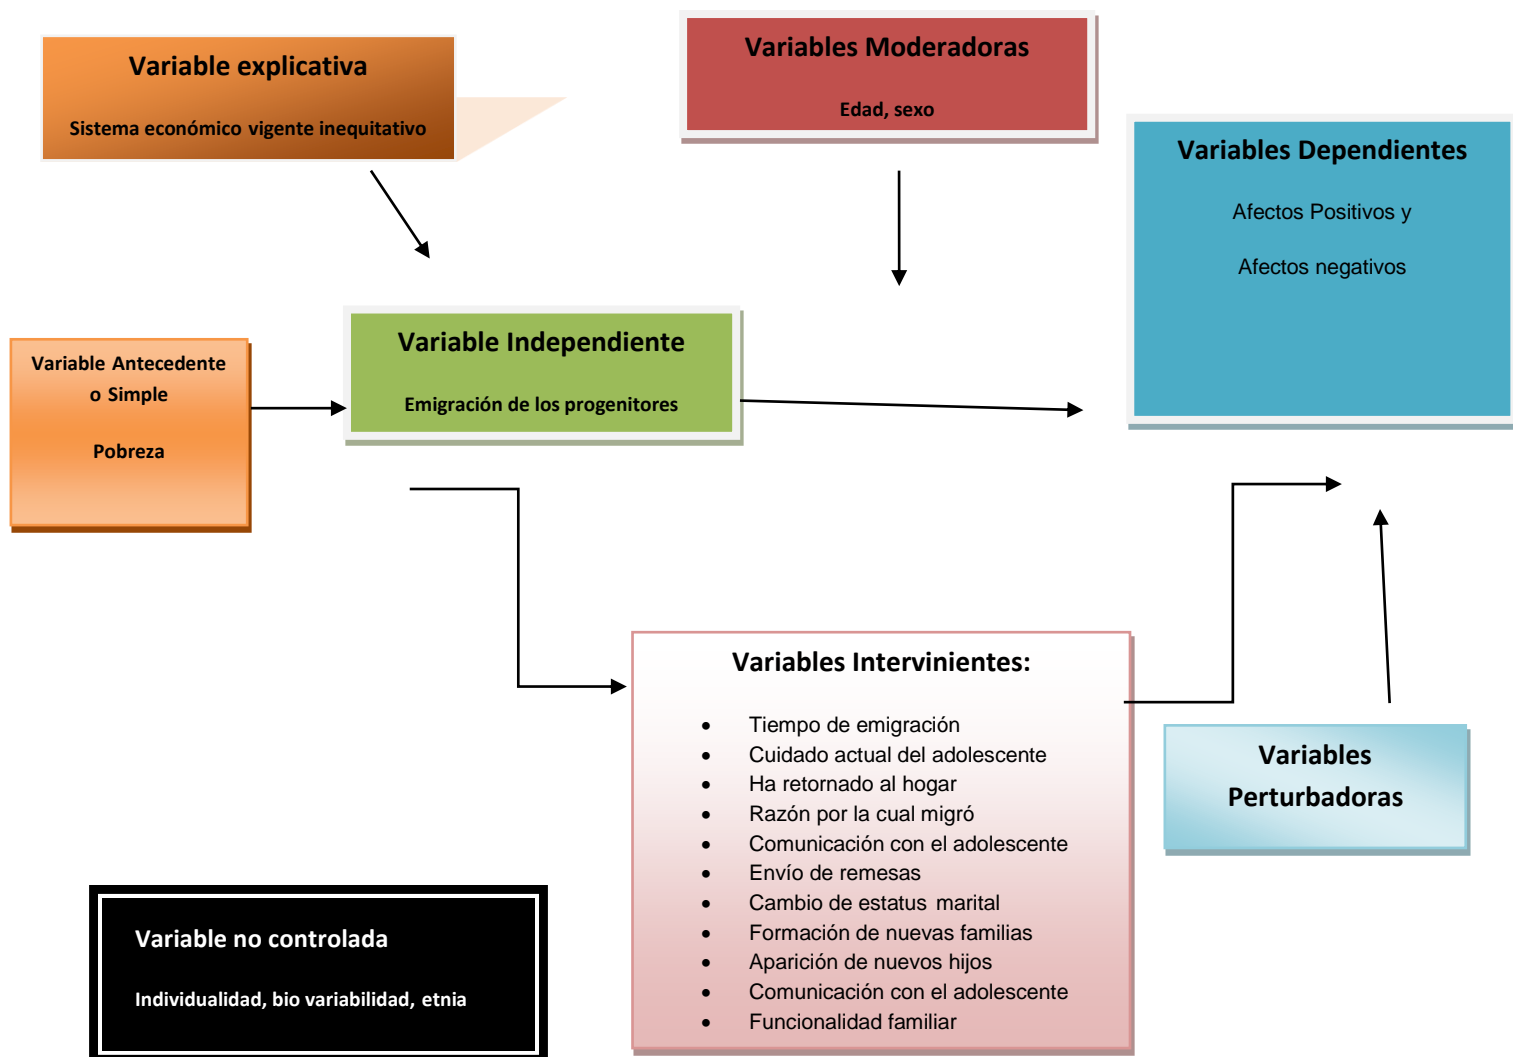 Variable explicativa
Sistema económico vigente inequitativo
Variables Moderadoras
Edad, sexo
Variables Dependientes
Afectos Positivos y
Afectos negativos
Variable Antecedente
o Simple
Pobreza
Variable Independiente
Emigración de los progenitores
Variables Intervinientes:
• Tiempo de emigración
• Cuidado actual del adolescente
• Ha retornado al hogar
• Razón por la cual migró
• Comunicación con el adolescente
• Envío de remesas
• Cambio de estatus marital
• Formación de nuevas familias
• Aparición de nuevos hijos
• Comunicación con el adolescente
• Funcionalidad familiar
Variables
Perturbadoras
Variable no controlada
Individualidad, bio variabilidad, etnia